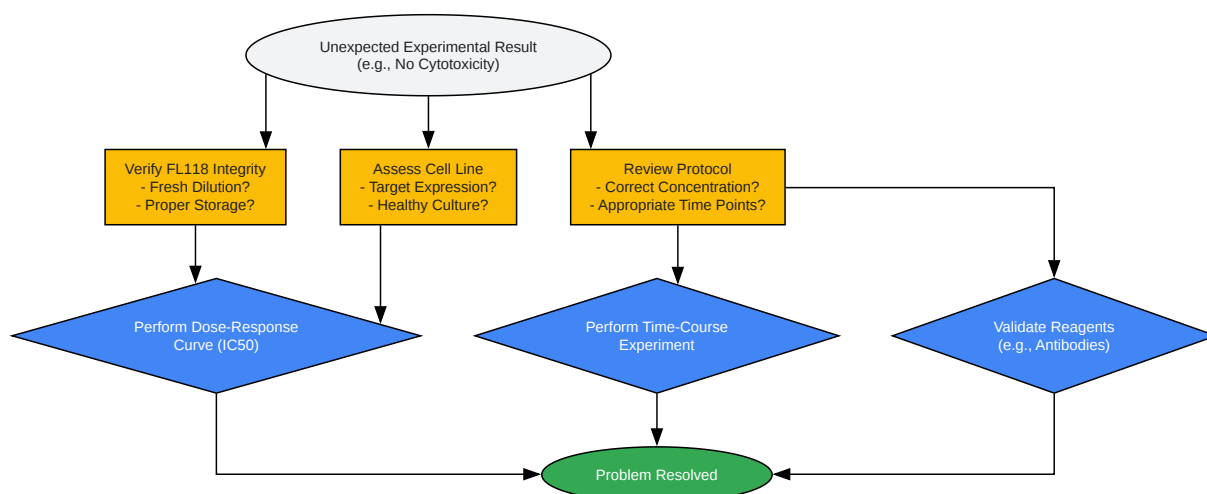 Unexpected Experimental Result
(e.g., No Cytotoxicity)
Verify FL118 Integrity
- Fresh Dilution?
- Proper Storage?
Assess Cell Line
- Target Expression?
- Healthy Culture?
Review Protocol
- Correct Concentration?
- Appropriate Time Points?
Perform Dose-Response
Curve (IC50)
Perform Time-Course
Experiment
Validate Reagents
(e.g., Antibodies)
Problem Resolved